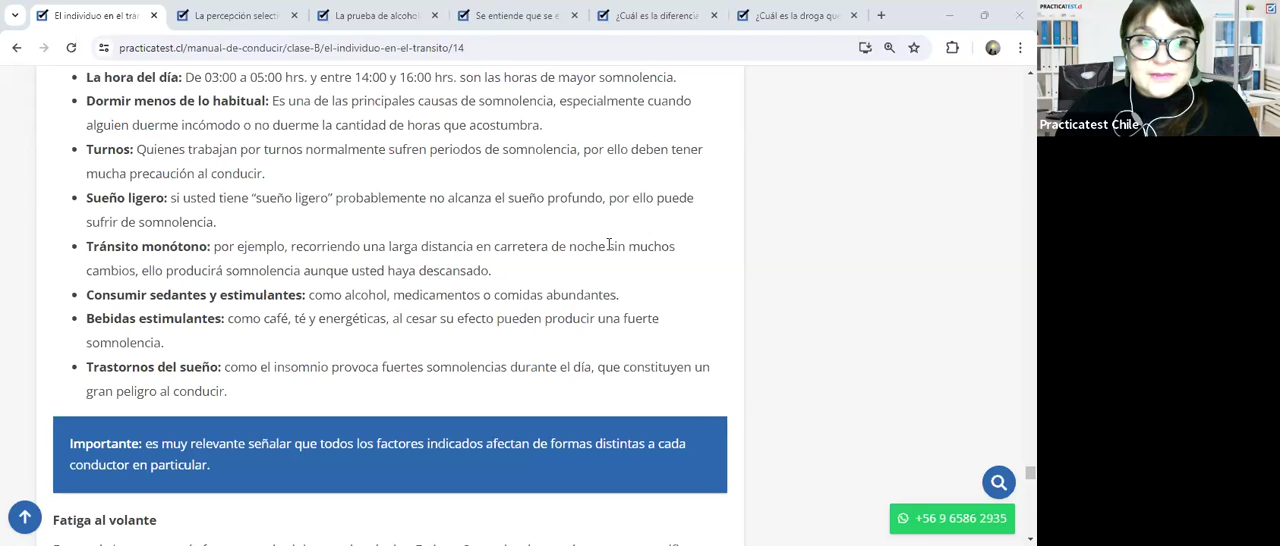 El individuo en el trán
La percepción selecti
La prueba de alcohol
Se entiende que se e
¿Cuál es la diferencia
¿Cuál es la droga que
practicatest.cl/manual-de-conducir/clase-B/el-individuo-en-el-transito/14
PRACTICATEST.cl
Practicatest Chile
La hora del día: De 03:00 a 05:00 hrs. y entre 14:00 y 16:00 hrs. son las horas de mayor somnolencia.
Dormir menos de lo habitual: Es una de las principales causas de somnolencia, especialmente cuando
alguien duerme incómodo o no duerme la cantidad de horas que acostumbra.
Turnos: Quienes trabajan por turnos normalmente sufren periodos de somnolencia, por ello deben tener
mucha precaución al conducir.
Sueño ligero: si usted tiene “sueño ligero” probablemente no alcanza el sueño profundo, por ello puede
sufrir de somnolencia.
Tránsito monótono: por ejemplo, recorriendo una larga distancia en carretera de noche sin muchos
cambios, ello producirá somnolencia aunque usted haya descansado.
Consumir sedantes y estimulantes: como alcohol, medicamentos o comidas abundantes.
Bebidas estimulantes: como café, té y energéticas, al cesar su efecto pueden producir una fuerte
somnolencia.
Trastornos del sueño: como el insomnio provoca fuertes somnolencias durante el día, que constituyen un
gran peligro al conducir.
Importante: es muy relevante señalar que todos los factores indicados afectan de formas distintas a cada
conductor en particular.
+56 9 6586 2935
Fatiga al volante